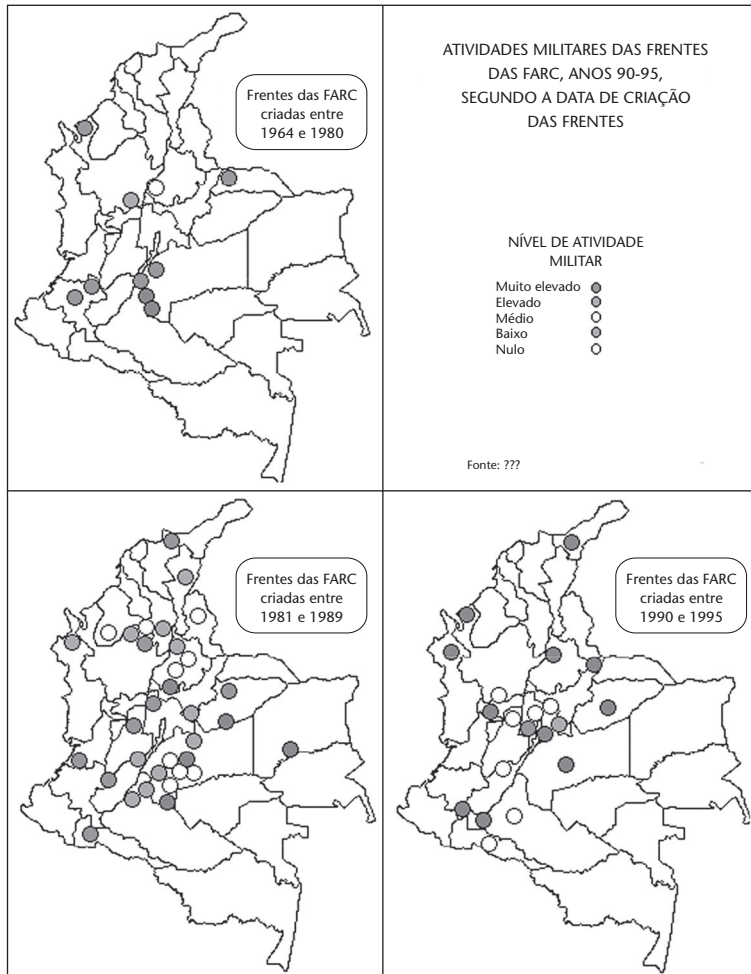 Frentes das FARC
criadas entre
1964 e 1980
ATIVIDADES MILITARES DAS FRENTES
DAS FARC, ANOS 90-95,
SEGUNDO A DATA DE CRIAÇÃO
DAS FRENTES
NÍVEL DE ATIVIDADE
MILITAR
Muito elevado
Elevado
Médio
Baixo
Nulo
Fonte: ???
Frentes das FARC
criadas entre
1981 e 1989
Frentes das FARC
criadas entre
1990 e 1995